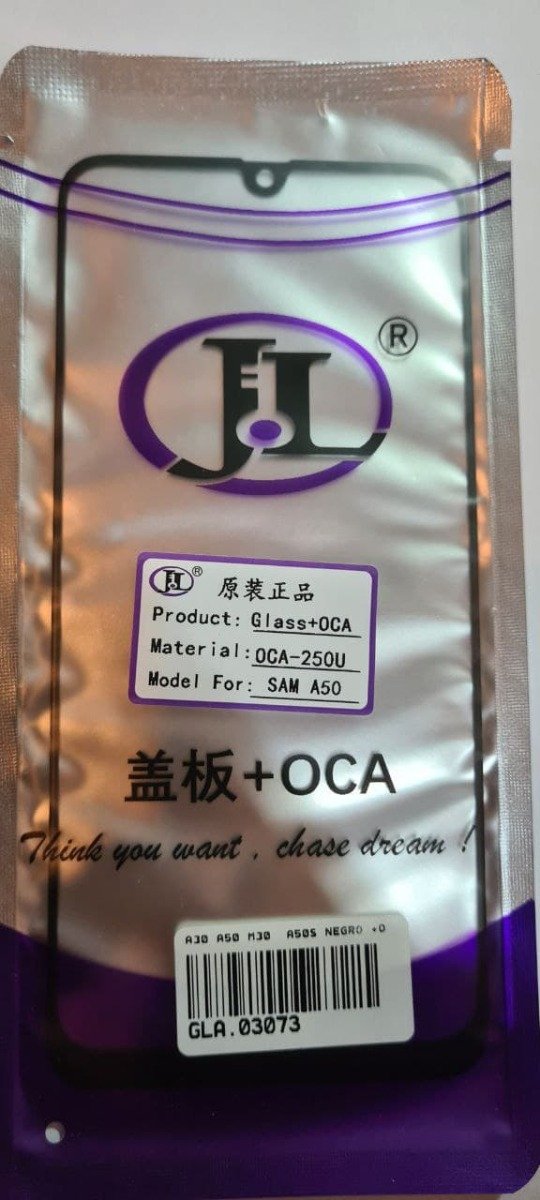 JL®
JL® 原装正品
Product: Glass+OCA
Material: OCA-250U
Model For: SAM A50
盖板+OCA
Think you want , chase dream !
A30 A50 M30 A50S NEGRO +O
GLA.03073